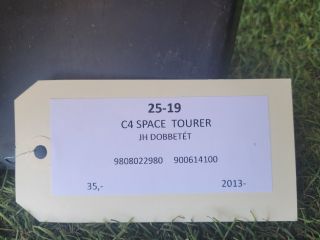 25-19
C4 SPACE TOURER
JH DOBBETÉT
9808022980 900614100
35,- 2013-